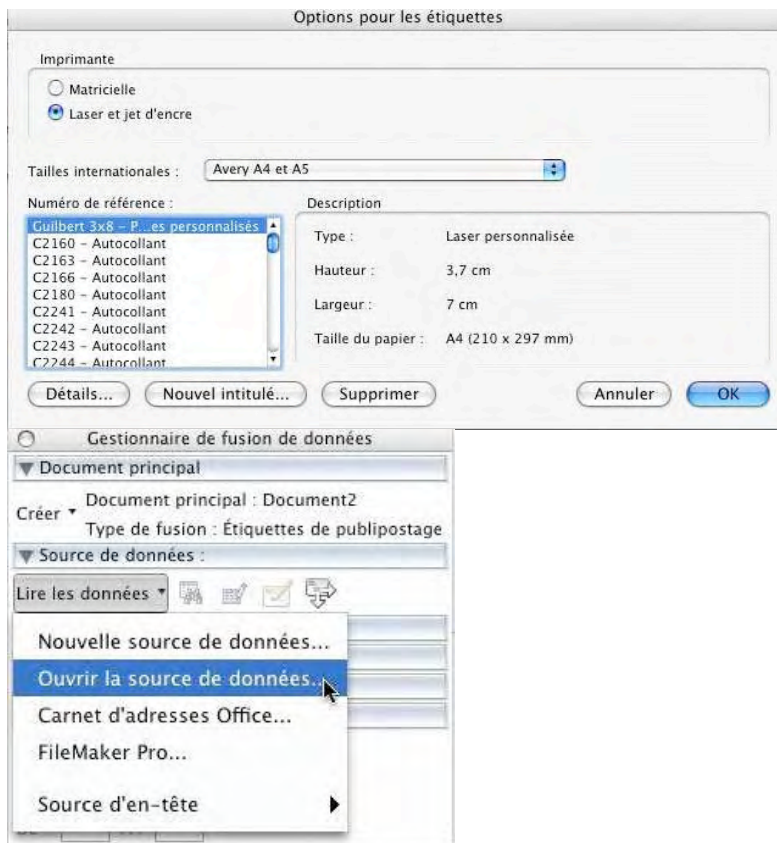 Options pour les étiquettes
Imprimante
Matricielle
Laser et jet d'encre
Tailles internationales : Avery A4 et A5
Numéro de référence :
Guilbert 3x8 – P...es personnalisés
C2160 – Autocollant
C2163 – Autocollant
C2166 – Autocollant
C2180 – Autocollant
C2241 – Autocollant
C2242 – Autocollant
C2243 – Autocollant
C2244 – Autocollant
Description
Type : Laser personnalisée
Hauteur : 3,7 cm
Largeur : 7 cm
Taille du papier : A4 (210 x 297 mm)
Détails... Nouvel intitulé... Supprimer Annuler OK
Gestionnaire de fusion de données
Document principal
Créer
Document principal : Document2
Type de fusion : Étiquettes de publipostage
Source de données :
Lire les données
Nouvelle source de données...
Ouvrir la source de données...
Carnet d'adresses Office...
FileMaker Pro...
Source d'en-tête